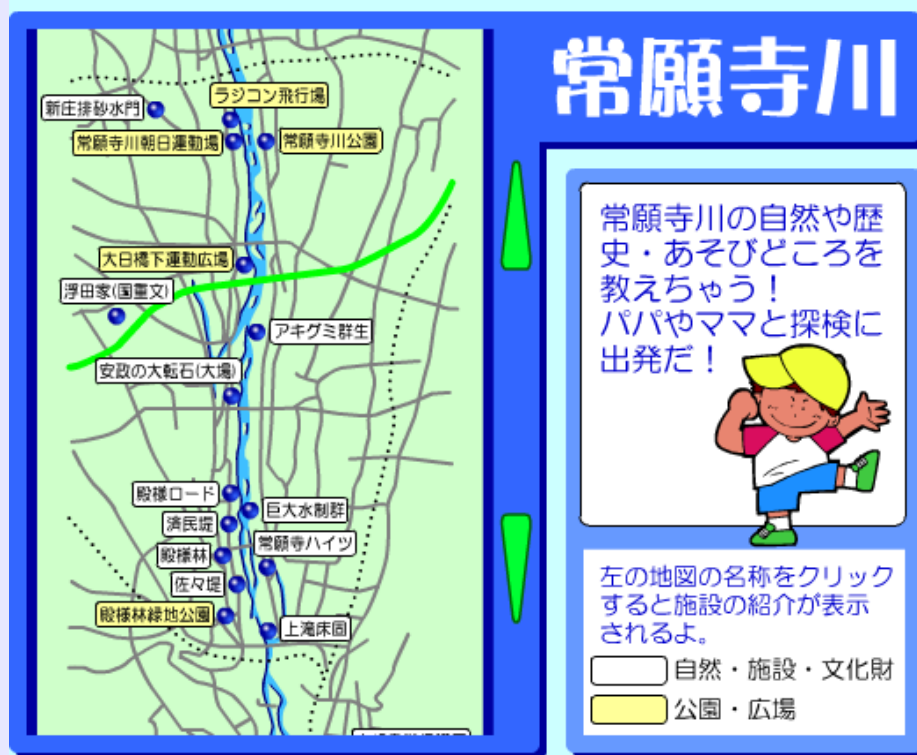 常願寺川
新庄排砂水門
ラジコン飛行場
常願寺川朝日運動場
常願寺川公園
大日橋下運動広場
浮田家(国重文)
アキグミ群生
安政の大転石(大場)
殿様ロード
巨大水制群
済民堤
常願寺ハイツ
殿様林
佐々堤
殿様林緑地公園
上滝床固
常願寺川の自然や歴
史・あそびどころを
教えちゃう！
パパやママと探検に
出発だ！
左の地図の名称をクリック
すると施設の紹介が表示
されるよ。
自然・施設・文化財
公園・広場